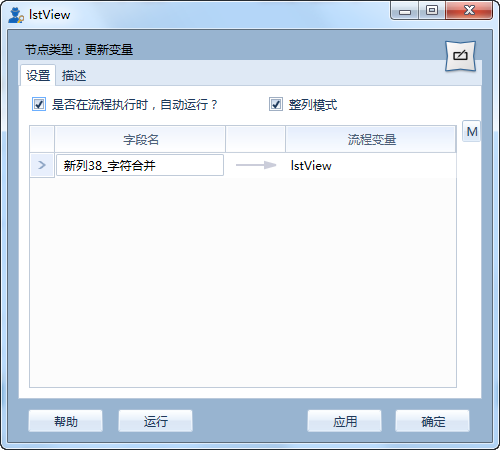 lstView
节点类型：更新变量
设置 描述
是否在流程执行时，自动运行？ 整列模式
字段名 流程变量 M
> 新列38_字符合并 lstView
帮助 运行 应用 确定